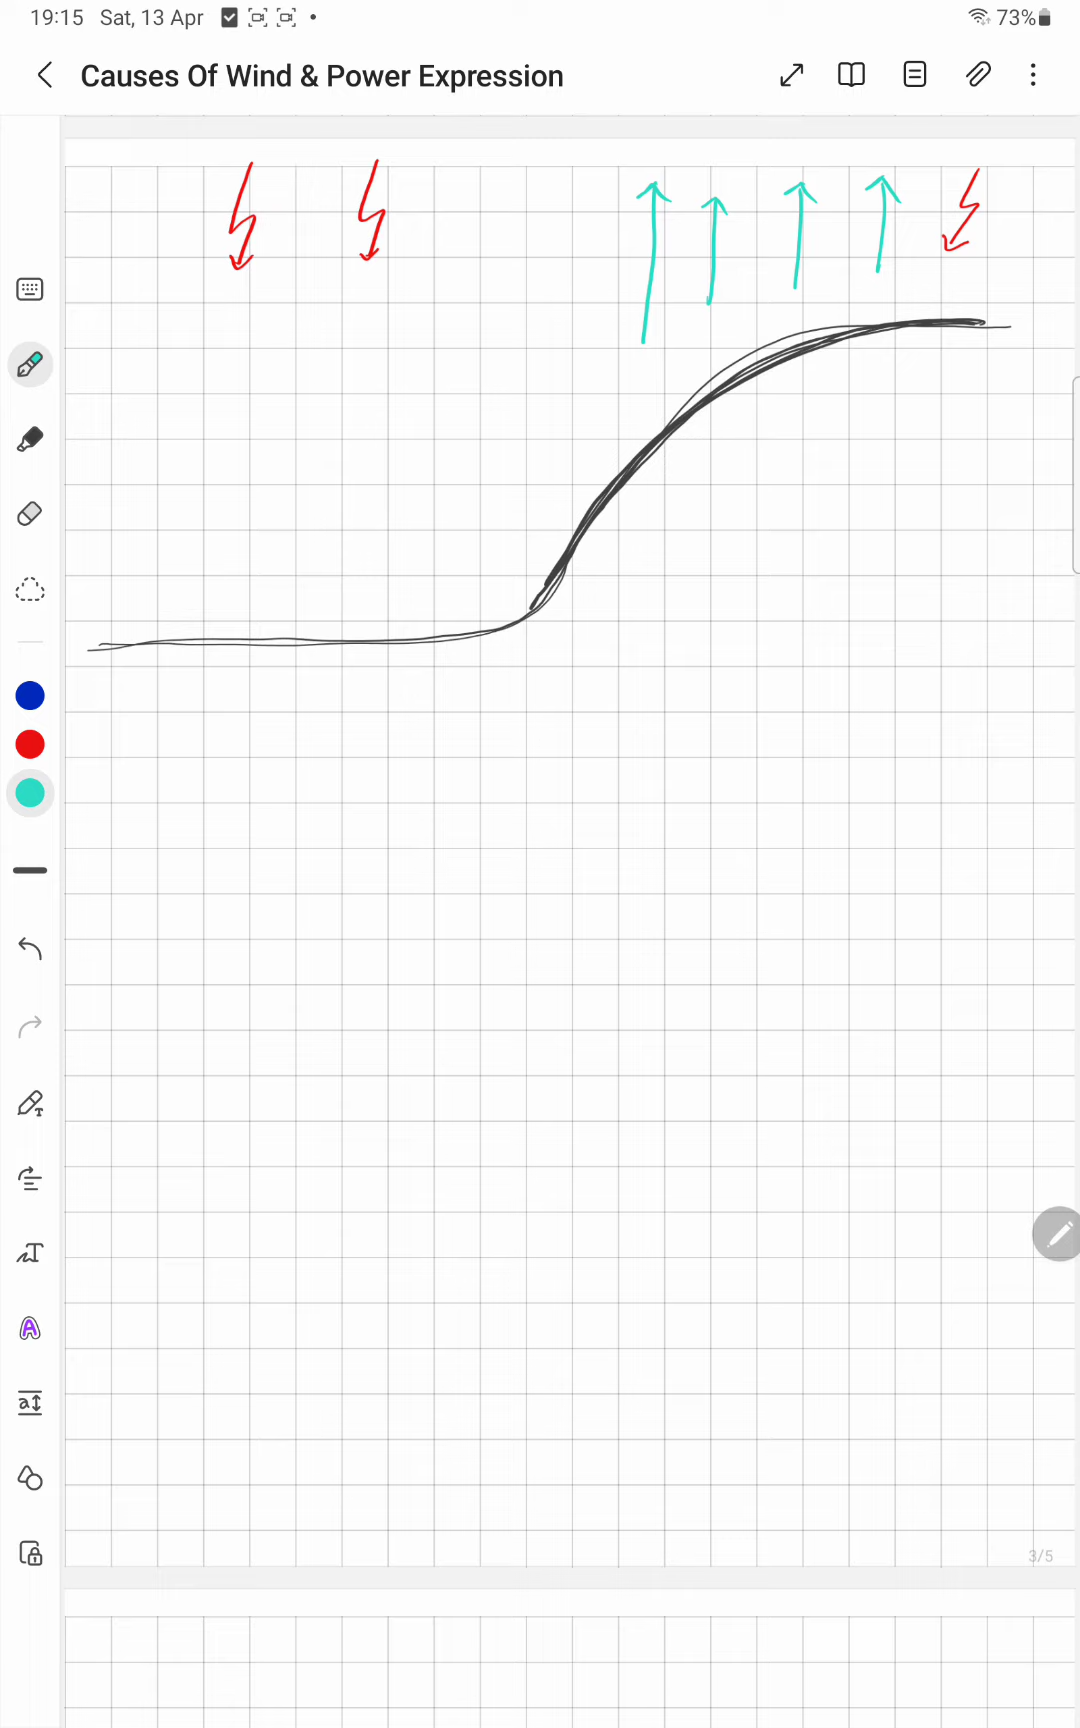 19:15 Sat, 13 Apr 73%
Causes Of Wind & Power Expression
T
T
A
a
3/5